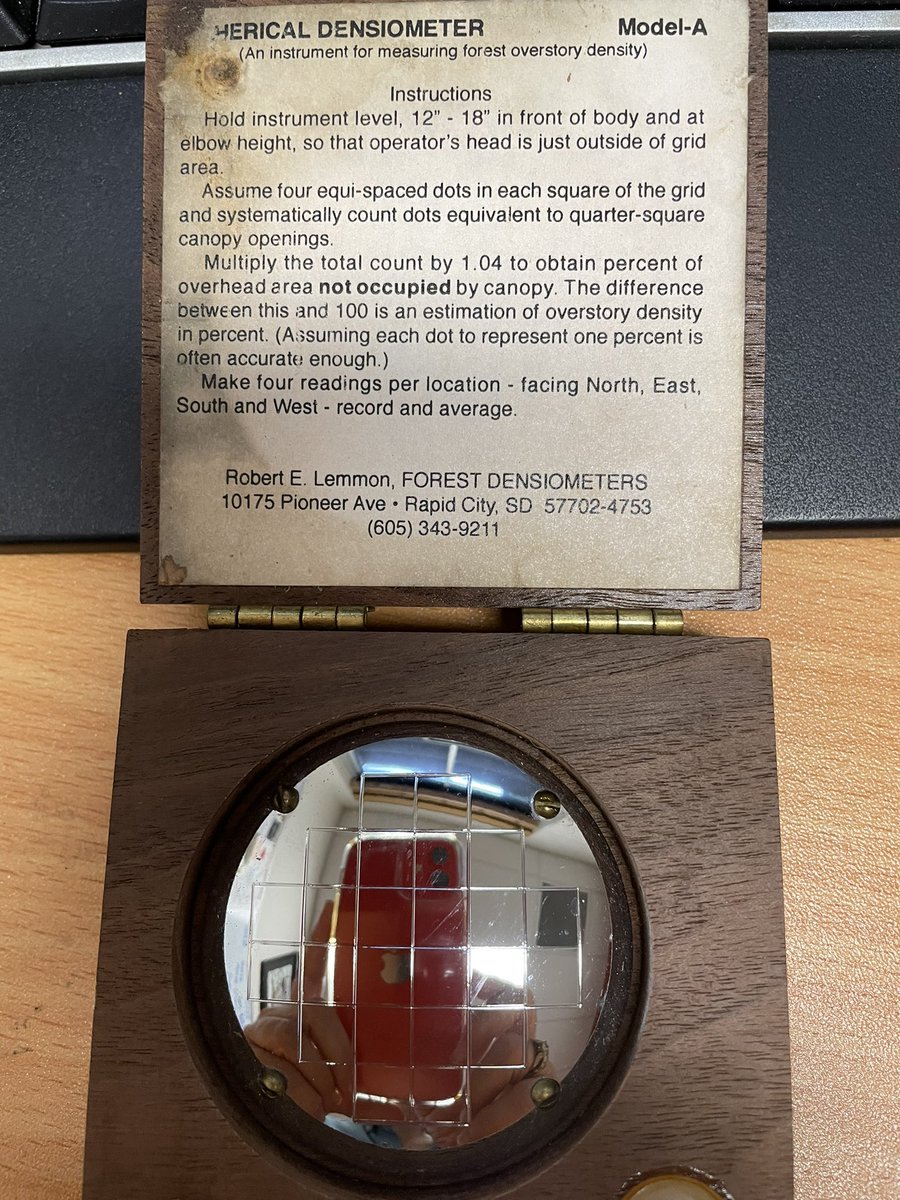 HERICAL DENSIOMETER Model-A
(An instrument for measuring forest overstory density)
Instructions
Hold instrument level, 12" - 18" in front of body and at
elbow height, so that operator's head is just outside of grid
area.
Assume four equi-spaced dots in each square of the grid
and systematically count dots equivalent to quarter-square
canopy openings.
Multiply the total count by 1.04 to obtain percent of
overhead area not occupied by canopy. The difference
between this and 100 is an estimation of overstory density
in percent. (Assuming each dot to represent one percent is
often accurate enough.)
Make four readings per location - facing North, East,
South and West - record and average.
Robert E. Lemmon, FOREST DENSIOMETERS
10175 Pioneer Ave • Rapid City, SD 57702-4753
(605) 343-9211